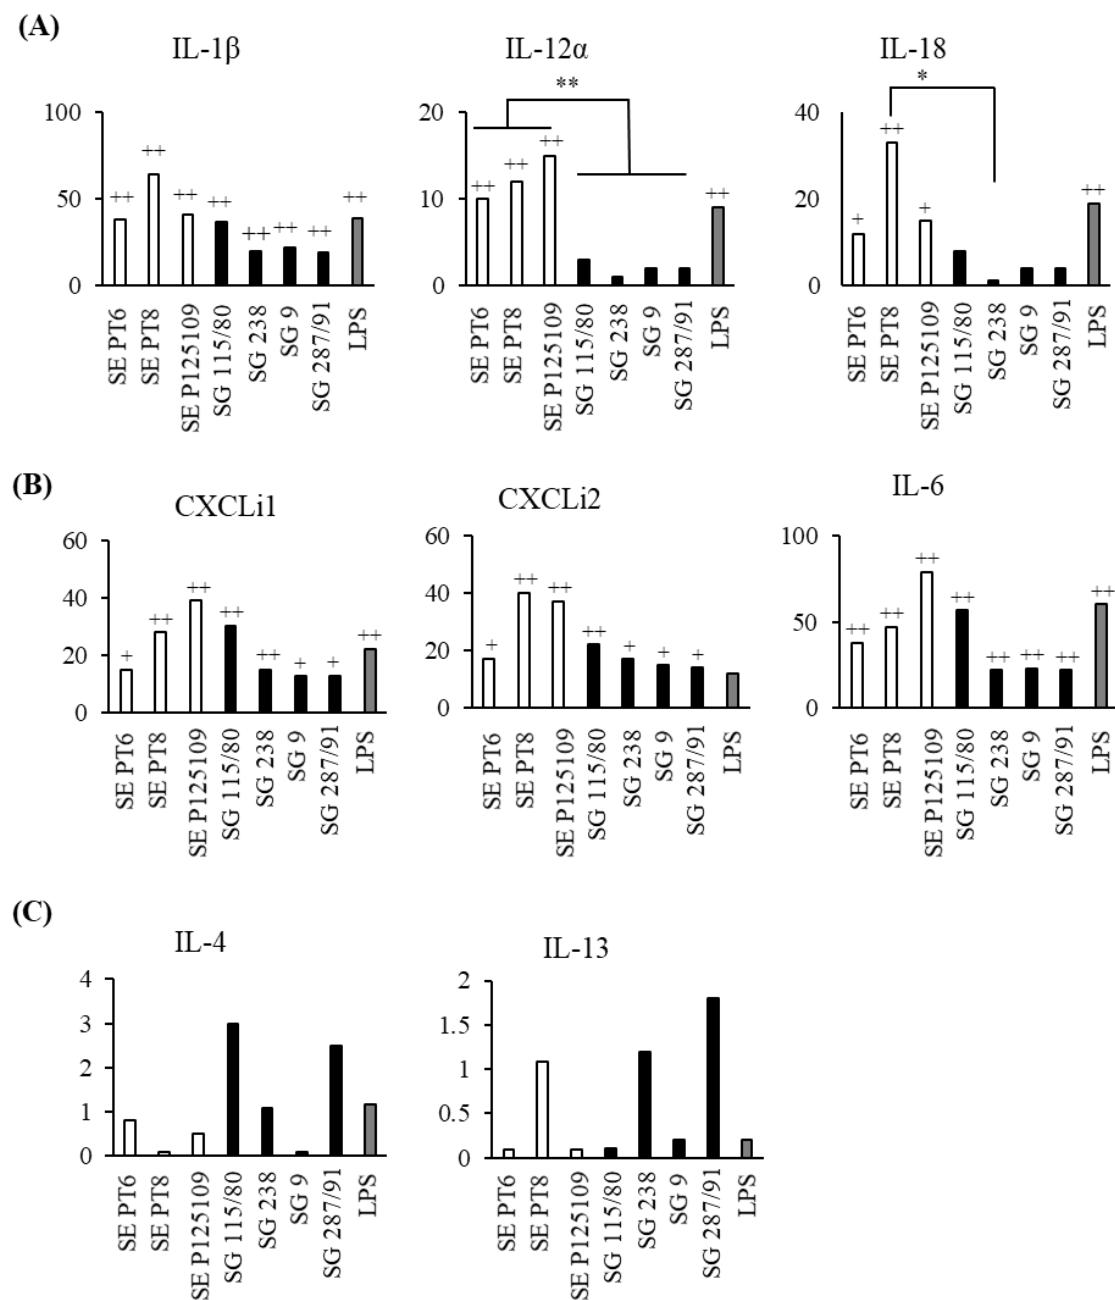 (A)
IL-1β
IL-12α
IL-18
**
*
100
50
0
++ ++ ++ ++ ++ ++ ++ ++
SE PT6
SE PT8
SE P125109
SG 115/80
SG 238
SG 9
SG 287/91
LPS
20
10
0
++ ++ ++ ++
SE PT6
SE PT8
SE P125109
SG 115/80
SG 238
SG 9
SG 287/91
LPS
40
20
0
+ ++ + ++
SE PT6
SE PT8
SE P125109
SG 115/80
SG 238
SG 9
SG 287/91
LPS
(B)
CXCLi1
CXCLi2
IL-6
60
40
20
0
+ ++ ++ ++ ++ + + ++
SE PT6
SE PT8
SE P125109
SG 115/80
SG 238
SG 9
SG 287/91
LPS
60
40
20
0
+ ++ ++ ++ + + +
SE PT6
SE PT8
SE P125109
SG 115/80
SG 238
SG 9
SG 287/91
LPS
100
50
0
++ ++ ++ ++ ++ ++ ++ ++
SE PT6
SE PT8
SE P125109
SG 115/80
SG 238
SG 9
SG 287/91
LPS
(C)
IL-4
IL-13
4
3
2
1
0
SE PT6
SE PT8
SE P125109
SG 115/80
SG 238
SG 9
SG 287/91
LPS
2
1.5
1
0.5
0
SE PT6
SE PT8
SE P125109
SG 115/80
SG 238
SG 9
SG 287/91
LPS